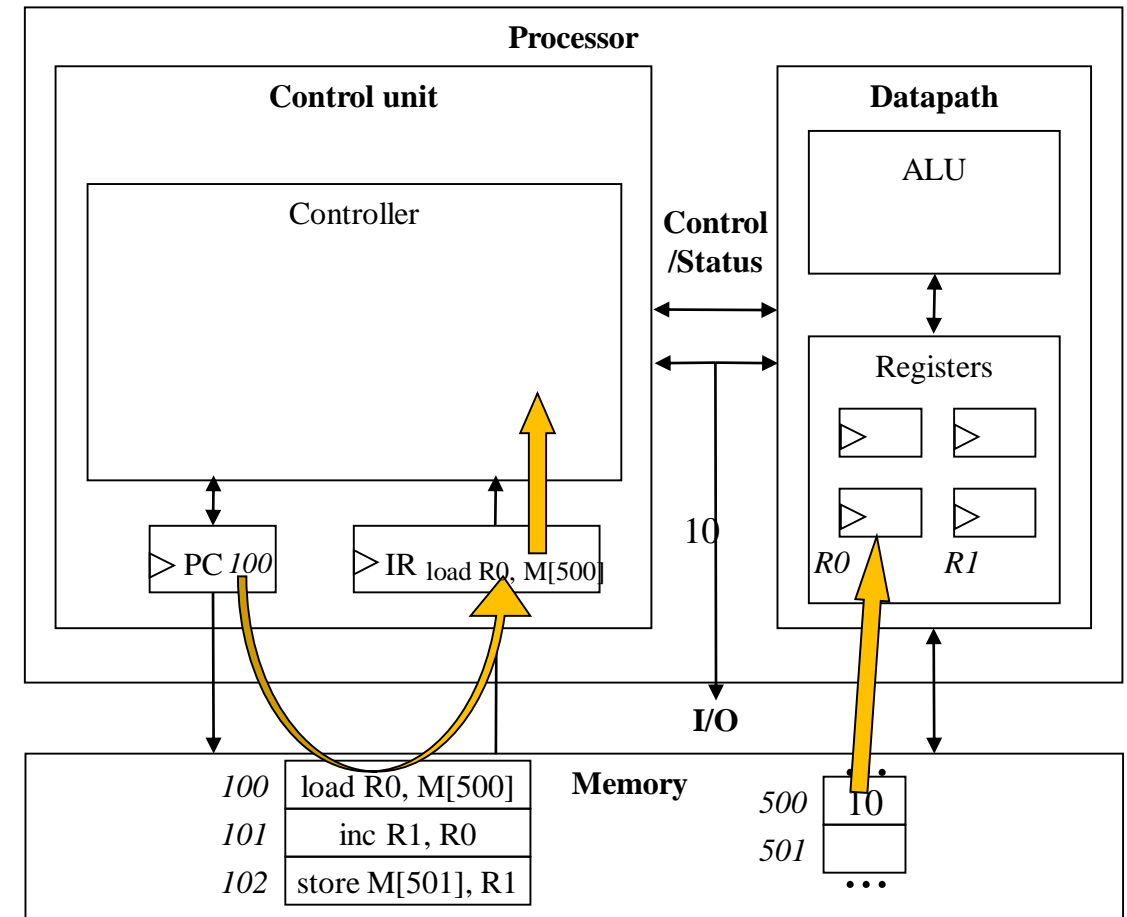 Processor
Control unit
Datapath
ALU
Controller
Control
/Status
Registers
10
PC 100
IR load R0, M[500]
R0
R1
I/O
Memory
100 load R0, M[500]
101 inc R1, R0
102 store M[501], R1
...
500 10
501
...